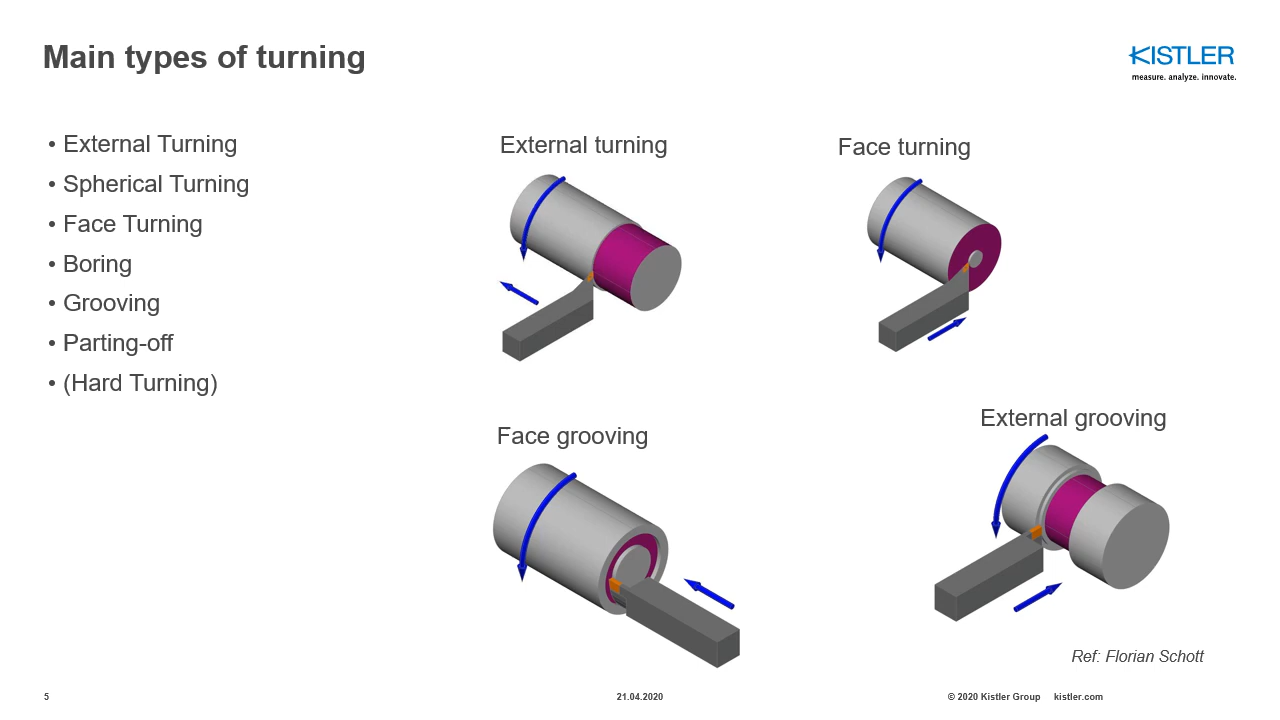 Main types of turning
KISTLER
measure. analyze. innovate.
• External Turning
• Spherical Turning
• Face Turning
• Boring
• Grooving
• Parting-off
• (Hard Turning)
External turning
Face turning
Face grooving
External grooving
Ref: Florian Schott
5
21.04.2020
© 2020 Kistler Group kistler.com